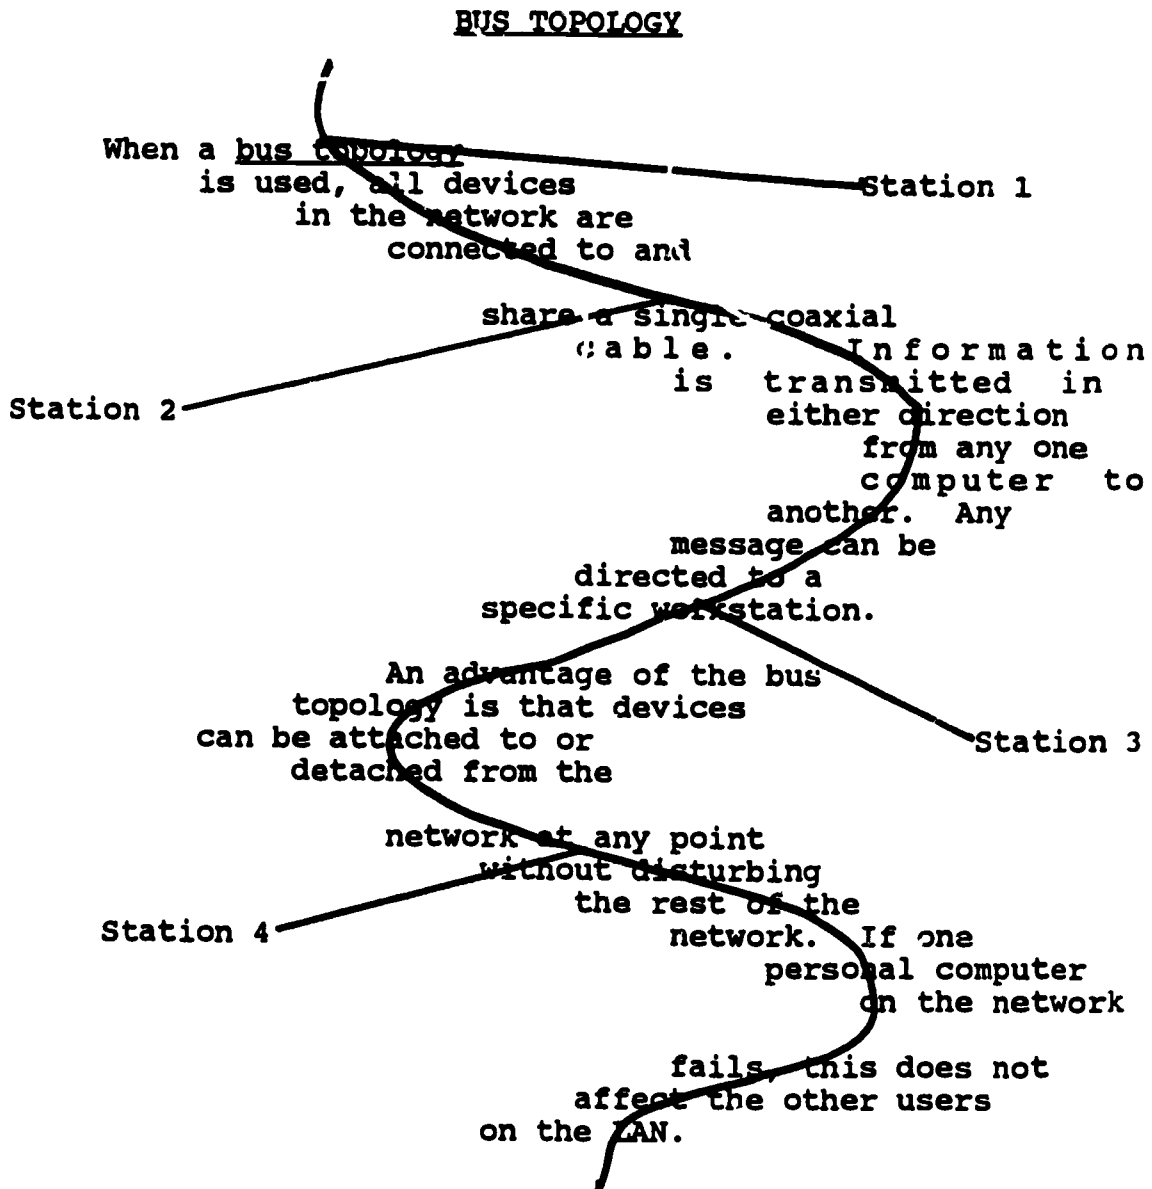 BUS TOPOLOGY
When a bus topology
is used, all devices
Station 1
in the network are
connected to and
share a single coaxial
cable. Information
is transmitted in
Station 2
either direction
from any one
computer to
another. Any
message can be
directed to a
specific workstation.
An advantage of the bus
topology is that devices
can be attached to or
Station 3
detached from the
network at any point
without disturbing
the rest of the
Station 4
network. If one
personal computer
on the network
fails, this does not
affect the other users
on the LAN.